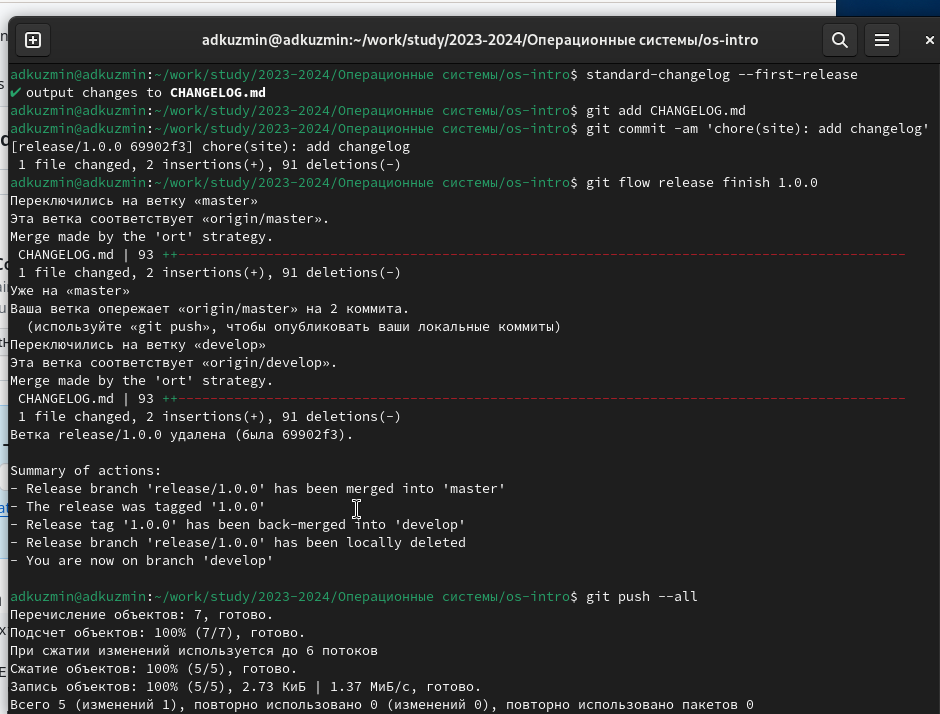 adkuzmin@adkuzmin:~/work/study/2023-2024/Операционные системы/os-intro
adkuzmin@adkuzmin:~/work/study/2023-2024/Операционные системы/os-intro$ standard-changelog --first-release
✔ output changes to CHANGELOG.md
adkuzmin@adkuzmin:~/work/study/2023-2024/Операционные системы/os-intro$ git add CHANGELOG.md
adkuzmin@adkuzmin:~/work/study/2023-2024/Операционные системы/os-intro$ git commit -am 'chore(site): add changelog'
[release/1.0.0 69902f3] chore(site): add changelog
 1 file changed, 2 insertions(+), 91 deletions(-)
adkuzmin@adkuzmin:~/work/study/2023-2024/Операционные системы/os-intro$ git flow release finish 1.0.0
Переключились на ветку «master»
Эта ветка соответствует «origin/master».
Merge made by the 'ort' strategy.
 CHANGELOG.md | 93 ++-------------------------------------------------------------------------------------------
 1 file changed, 2 insertions(+), 91 deletions(-)
Уже на «master»
Ваша ветка опережает «origin/master» на 2 коммита.
  (используйте «git push», чтобы опубликовать ваши локальные коммиты)
Переключились на ветку «develop»
Эта ветка соответствует «origin/develop».
Merge made by the 'ort' strategy.
 CHANGELOG.md | 93 ++-------------------------------------------------------------------------------------------
 1 file changed, 2 insertions(+), 91 deletions(-)
Ветка release/1.0.0 удалена (была 69902f3).
Summary of actions:
- Release branch 'release/1.0.0' has been merged into 'master'
- The release was tagged '1.0.0'
- Release tag '1.0.0' has been back-merged into 'develop'
- Release branch 'release/1.0.0' has been locally deleted
- You are now on branch 'develop'
adkuzmin@adkuzmin:~/work/study/2023-2024/Операционные системы/os-intro$ git push --all
Перечисление объектов: 7, готово.
Подсчет объектов: 100% (7/7), готово.
При сжатии изменений используется до 6 потоков
Сжатие объектов: 100% (5/5), готово.
Запись объектов: 100% (5/5), 2.73 КиБ | 1.37 МиБ/с, готово.
Всего 5 (изменений 1), повторно использовано 0 (изменений 0), повторно использовано пакетов 0